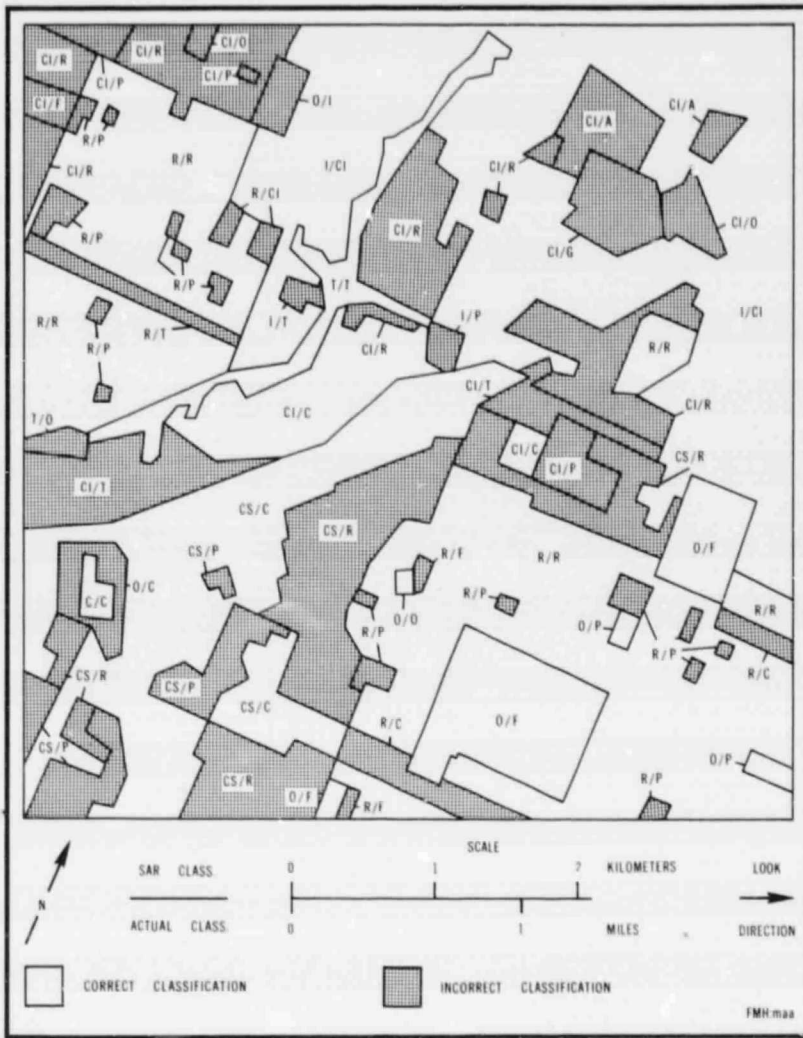 CI/O
CI/R
CI/R
CI/P
CI/P
CI/F
O/I
R/P
CI/A
CI/A
R/R
I/CI
CI/R
CI/R
R/CI
CI/R
R/P
CI/O
CI/G
T/T
R/P
I/T
I/P
I/CI
R/R
R/T
CI/R
R/R
R/P
CI/T
CI/C
CI/R
T/O
CI/C
CI/P
CS/R
CI/T
CS/C
CS/R
CS/P
R/F
R/R
O/F
O/C
C/C
R/P
R/R
O/O
O/P
R/P
R/P
R/C
CS/R
CS/P
CS/C
R/C
O/F
CS/P
O/P
CS/R
O/F
R/F
R/P
SCALE
SAR CLASS. 0 1 2 KILOMETERS LOOK
N
ACTUAL CLASS. 0 1 MILES DIRECTION
CORRECT CLASSIFICATION INCORRECT CLASSIFICATION
FMH:maa